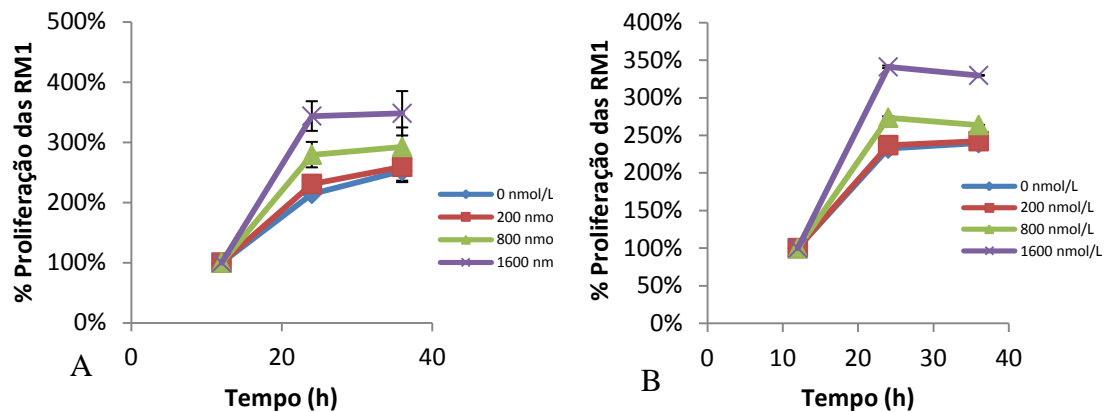 500%
400%
300%
200%
100%
0%
% Proliferação das RM1
0 20 40
Tempo (h)
0 nmol/L
200 nmo
800 nmo
1600 nm
A
400%
350%
300%
250%
200%
150%
100%
50%
0%
% Proliferação das RM1
0 10 20 30 40
Tempo (h)
0 nmol/L
200 nmol/L
800 nmol/L
1600 nmol/L
B